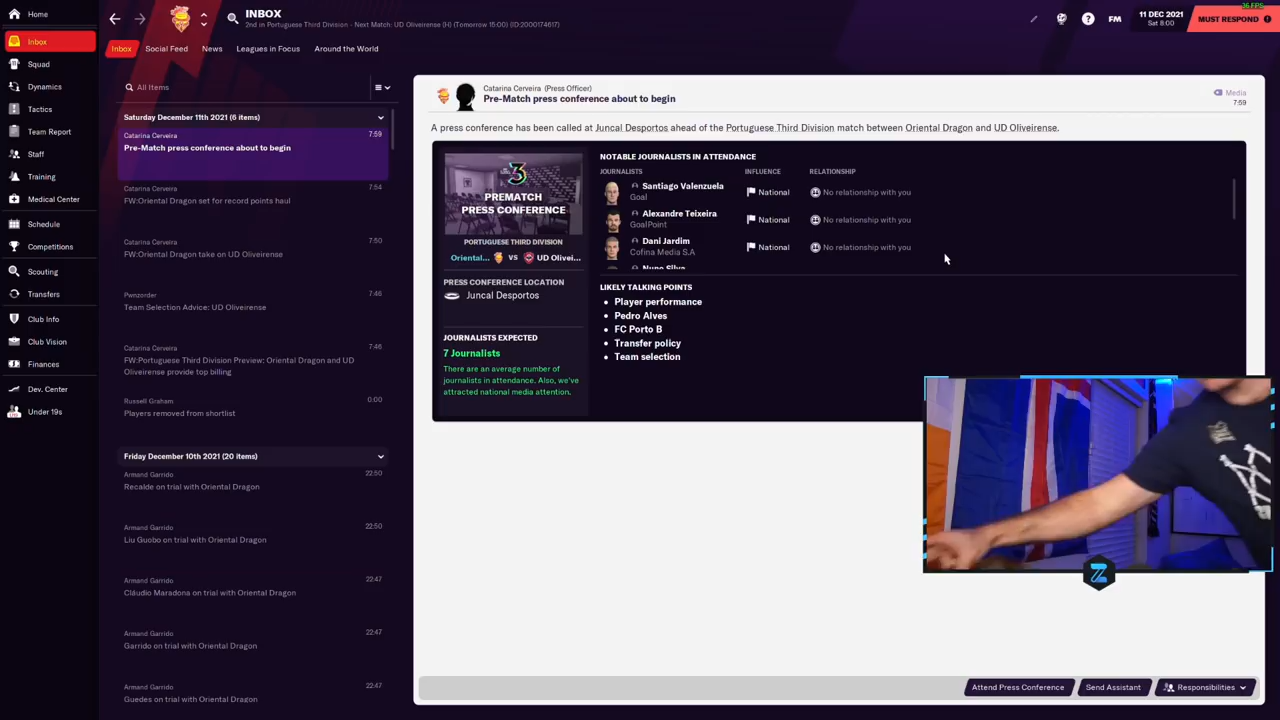 36 FPS
Home
INBOX
2nd in Portuguese Third Division - Next Match: UD Oliveirense (H) (Tomorrow 15:00) (ID:2000174617)
FM
11 DEC 2021
Sat 8:00
MUST RESPOND
Inbox
Squad
Dynamics
Tactics
Team Report
Staff
Training
Medical Center
Schedule
Competitions
Scouting
Transfers
Club Info
Club Vision
Finances
Dev. Center
Under 19s
Inbox
Social Feed
News
Leagues in Focus
Around the World
All Items
Saturday December 11th 2021 (6 items)
Catarina Cerveira 7:59
Pre-Match press conference about to begin
Catarina Cerveira 7:54
FW:Oriental Dragon set for record points haul
Catarina Cerveira 7:50
FW:Oriental Dragon take on UD Oliveirense
Pwnzorder 7:46
Team Selection Advice: UD Oliveirense
Catarina Cerveira 7:46
FW:Portuguese Third Division Preview: Oriental Dragon and UD
Oliveirense provide top billing
Russell Graham 0:00
Players removed from shortlist
Friday December 10th 2021 (20 items)
Armand Garrido 22:50
Recalde on trial with Oriental Dragon
Armand Garrido 22:50
Liu Guobo on trial with Oriental Dragon
Armand Garrido 22:47
Cláudio Maradona on trial with Oriental Dragon
Armand Garrido 22:47
Garrido on trial with Oriental Dragon
Armand Garrido 22:47
Guedes on trial with Oriental Dragon
Catarina Cerveira (Press Officer)
Pre-Match press conference about to begin
Media
7:59
A press conference has been called at Juncal Desportos ahead of the Portuguese Third Division match between Oriental Dragon and UD Oliveirense.
3
PREMATCH
PRESS CONFERENCE
PORTUGUESE THIRD DIVISION
Oriental... VS UD Olivei...
PRESS CONFERENCE LOCATION
Juncal Desportos
JOURNALISTS EXPECTED
7 Journalists
There are an average number of
journalists in attendance. Also, we've
attracted national media attention.
NOTABLE JOURNALISTS IN ATTENDANCE
JOURNALISTS INFLUENCE RELATIONSHIP
Santiago Valenzuela
Goal
National No relationship with you
Alexandre Teixeira
GoalPoint
National No relationship with you
Dani Jardim
Cofina Media S.A
National No relationship with you
Nuno Silva
LIKELY TALKING POINTS
Player performance
Pedro Alves
FC Porto B
Transfer policy
Team selection
Attend Press Conference
Send Assistant
Responsibilities